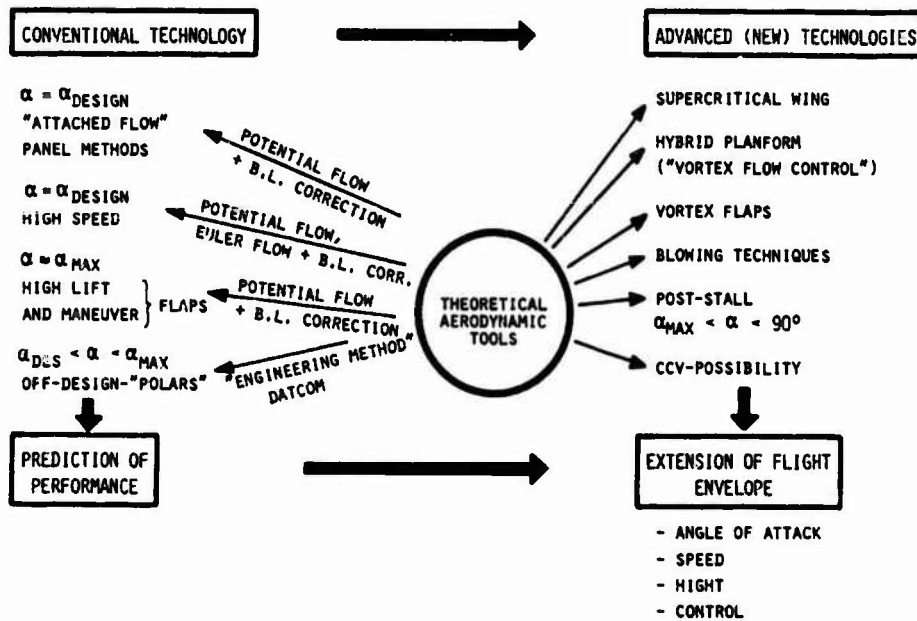 CONVENTIONAL TECHNOLOGY
ADVANCED (NEW) TECHNOLOGIES
α = αDESIGN
"ATTACHED FLOW"
PANEL METHODS
α = αDESIGN
HIGH SPEED
α ≈ αMAX
HIGH LIFT
AND MANEUVER } FLAPS
αDES < α < αMAX
OFF-DESIGN-"POLARS"
POTENTIAL FLOW
+ B.L. CORRECTION
POTENTIAL FLOW,
EULER FLOW + B.L. CORR.
POTENTIAL FLOW
+ B.L. CORRECTION
"ENGINEERING METHOD"
DATCOM
THEORETICAL
AERODYNAMIC
TOOLS
SUPERCRITICAL WING
HYBRID PLANFORM
("VORTEX FLOW CONTROL")
VORTEX FLAPS
BLOWING TECHNIQUES
POST-STALL
αMAX < α < 90°
CCV-POSSIBILITY
PREDICTION OF
PERFORMANCE
EXTENSION OF FLIGHT
ENVELOPE
- ANGLE OF ATTACK
- SPEED
- HIGHT
- CONTROL